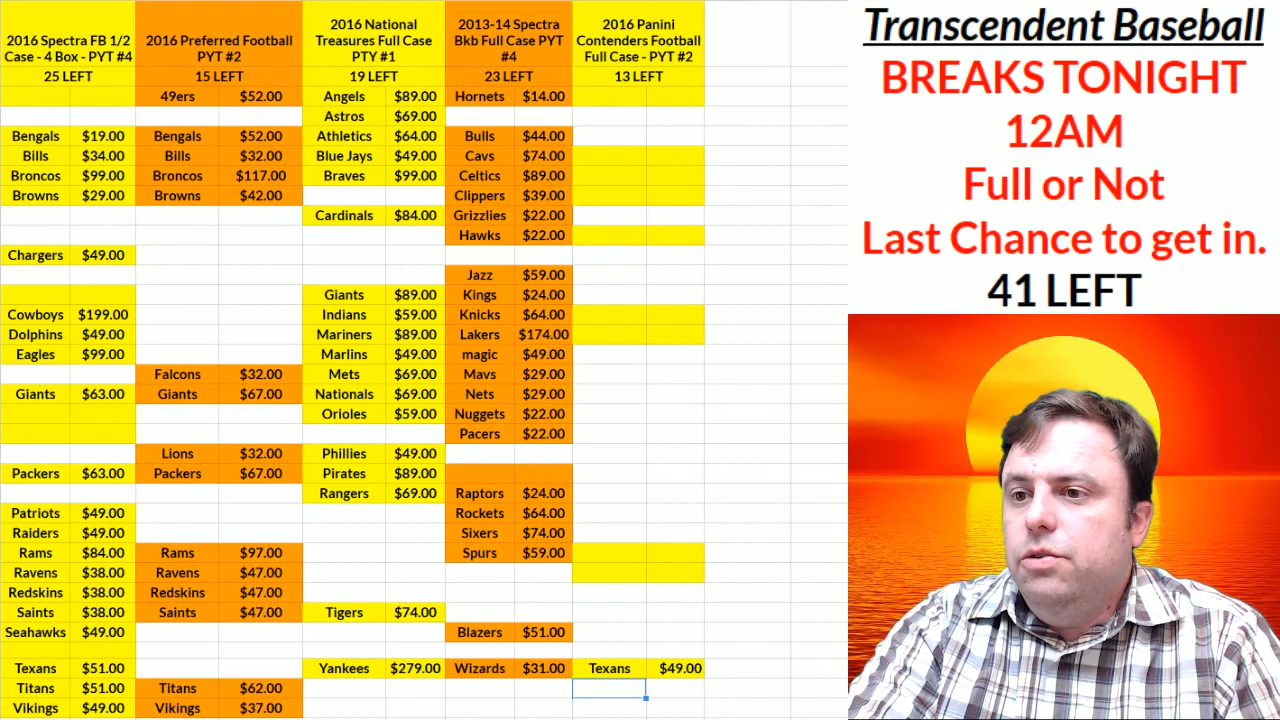 2016 Spectra FB 1/2
Case - 4 Box - PYT #4
25 LEFT
Bengals $19.00
Bills $34.00
Broncos $99.00
Browns $29.00
Chargers $49.00
Cowboys $199.00
Dolphins $49.00
Eagles $99.00
Giants $63.00
Packers $63.00
Patriots $49.00
Raiders $49.00
Rams $84.00
Ravens $38.00
Redskins $38.00
Saints $38.00
Seahawks $49.00
Texans $51.00
Titans $51.00
Vikings $49.00
2016 Preferred Football
PYT #2
15 LEFT
49ers $52.00
Bengals $52.00
Bills $32.00
Broncos $117.00
Browns $42.00
Falcons $32.00
Giants $67.00
Lions $32.00
Packers $67.00
Rams $97.00
Ravens $47.00
Redskins $47.00
Saints $47.00
Titans $62.00
Vikings $37.00
2016 National
Treasures Full Case
PTY #1
19 LEFT
Angels $89.00
Astros $69.00
Athletics $64.00
Blue Jays $49.00
Braves $99.00
Cardinals $84.00
Giants $89.00
Indians $59.00
Mariners $89.00
Marlins $49.00
Mets $69.00
Nationals $69.00
Orioles $59.00
Phillies $49.00
Pirates $89.00
Rangers $69.00
Tigers $74.00
Yankees $279.00
2013-14 Spectra
Bkb Full Case PYT
#4
23 LEFT
Hornets $14.00
Bulls $44.00
Cavs $74.00
Celtics $89.00
Clippers $39.00
Grizzlies $22.00
Hawks $22.00
Jazz $59.00
Kings $24.00
Knicks $64.00
Lakers $174.00
magic $49.00
Mavs $29.00
Nets $29.00
Nuggets $22.00
Pacers $22.00
Raptors $24.00
Rockets $64.00
Sixers $74.00
Spurs $59.00
Blazers $51.00
Wizards $31.00
2016 Panini
Contenders Football
Full Case - PYT #2
13 LEFT
Texans $49.00
Transcendent Baseball
BREAKS TONIGHT
12AM
Full or Not
Last Chance to get in.
41 LEFT